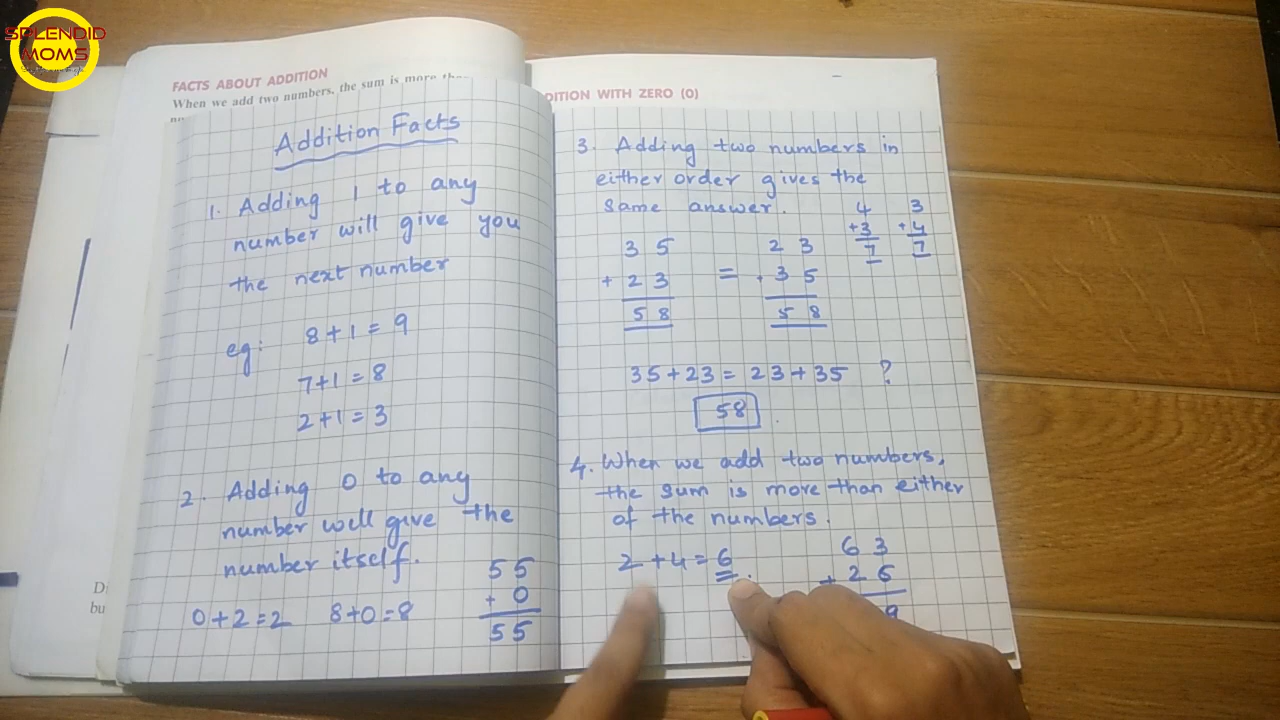 SPLENDID
MOMS
FACTS ABOUT ADDITION
When we add two numbers, the sum is more
DITION WITH ZERO (0)
Addition Facts
1. Adding 1 to any
number will give you
the next number
eg: 8+1=9
7+1=8
2+1=3
2. Adding 0 to any
number will give the
number itself.
0+2=2 8+0=8
55
+ 0
55
3. Adding two numbers in
either order gives the
same answer.
4 3
+3 +4
7 7
35 23
+ 23 = + 35
58 58
35+23=23+35 ?
58
4. When we add two numbers,
the sum is more than either
of the numbers.
2+4=6
63
+ 26
9